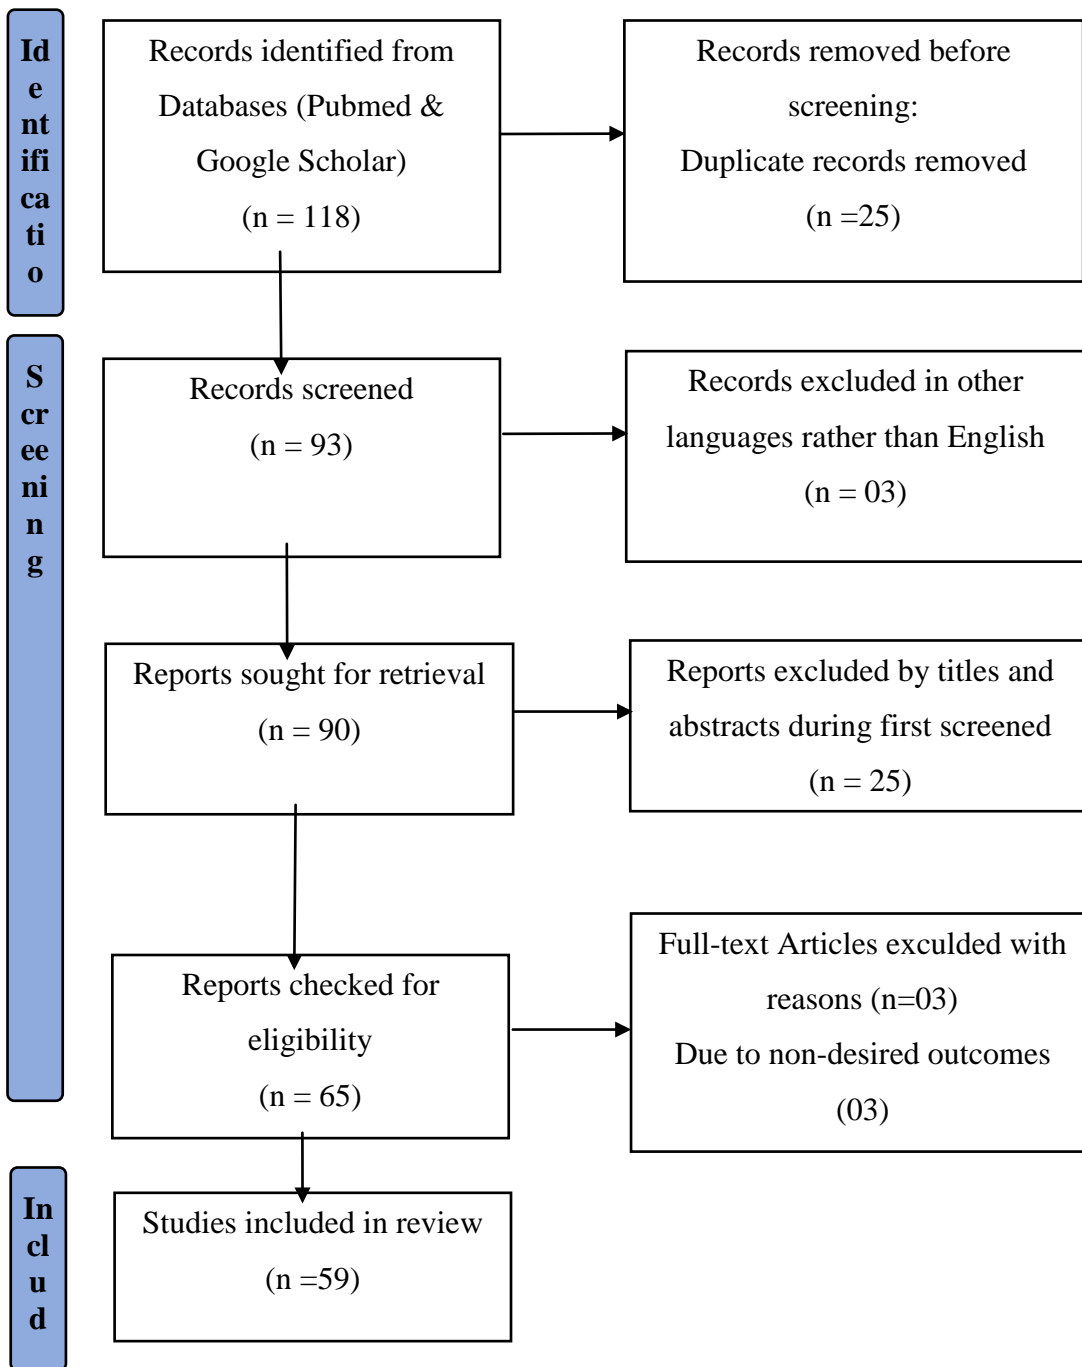 Id
e
nt
ifi
ca
ti
o
Records identified from
Databases (Pubmed &
Google Scholar)
(n = 118)
Records removed before
screening:
Duplicate records removed
(n =25)
S
cr
ee
ni
n
g
Records screened
(n = 93)
Records excluded in other
languages rather than English
(n = 03)
Reports sought for retrieval
(n = 90)
Reports excluded by titles and
abstracts during first screened
(n = 25)
Reports checked for
eligibility
(n = 65)
Full-text Articles exculded with
reasons (n=03)
Due to non-desired outcomes
(03)
In
cl
u
d
Studies included in review
(n =59)